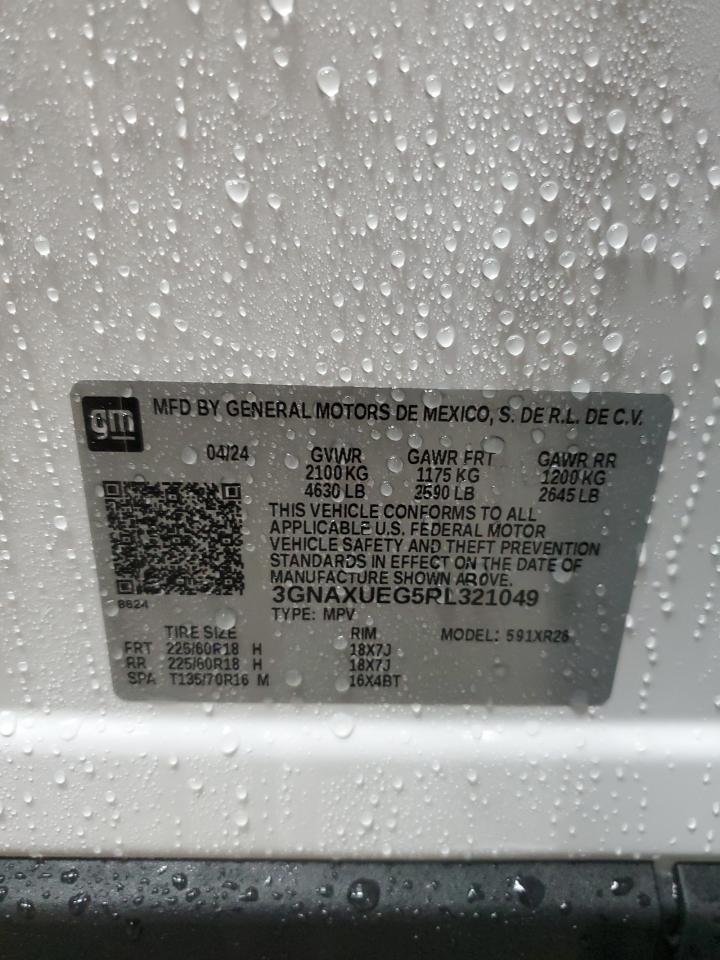 gm MFD BY GENERAL MOTORS DE MEXICO, S. DE R.L. DE C.V.
04/24 GVWR GAWR FRT GAWR RR
2100 KG 1175 KG 1200 KG
4630 LB 2590 LB 2645 LB
THIS VEHICLE CONFORMS TO ALL
APPLICABLE U.S. FEDERAL MOTOR
VEHICLE SAFETY AND THEFT PREVENTION
STANDARDS IN EFFECT ON THE DATE OF
MANUFACTURE SHOWN ABOVE.
8824 3GNAXUEG5RL321049
TYPE: MPV
TIRE SIZE RIM MODEL: 591XR26
FRT 225/60R18 H 18X7J
RR 225/60R18 H 18X7J
SPA T135/70R16 M 16X4BT